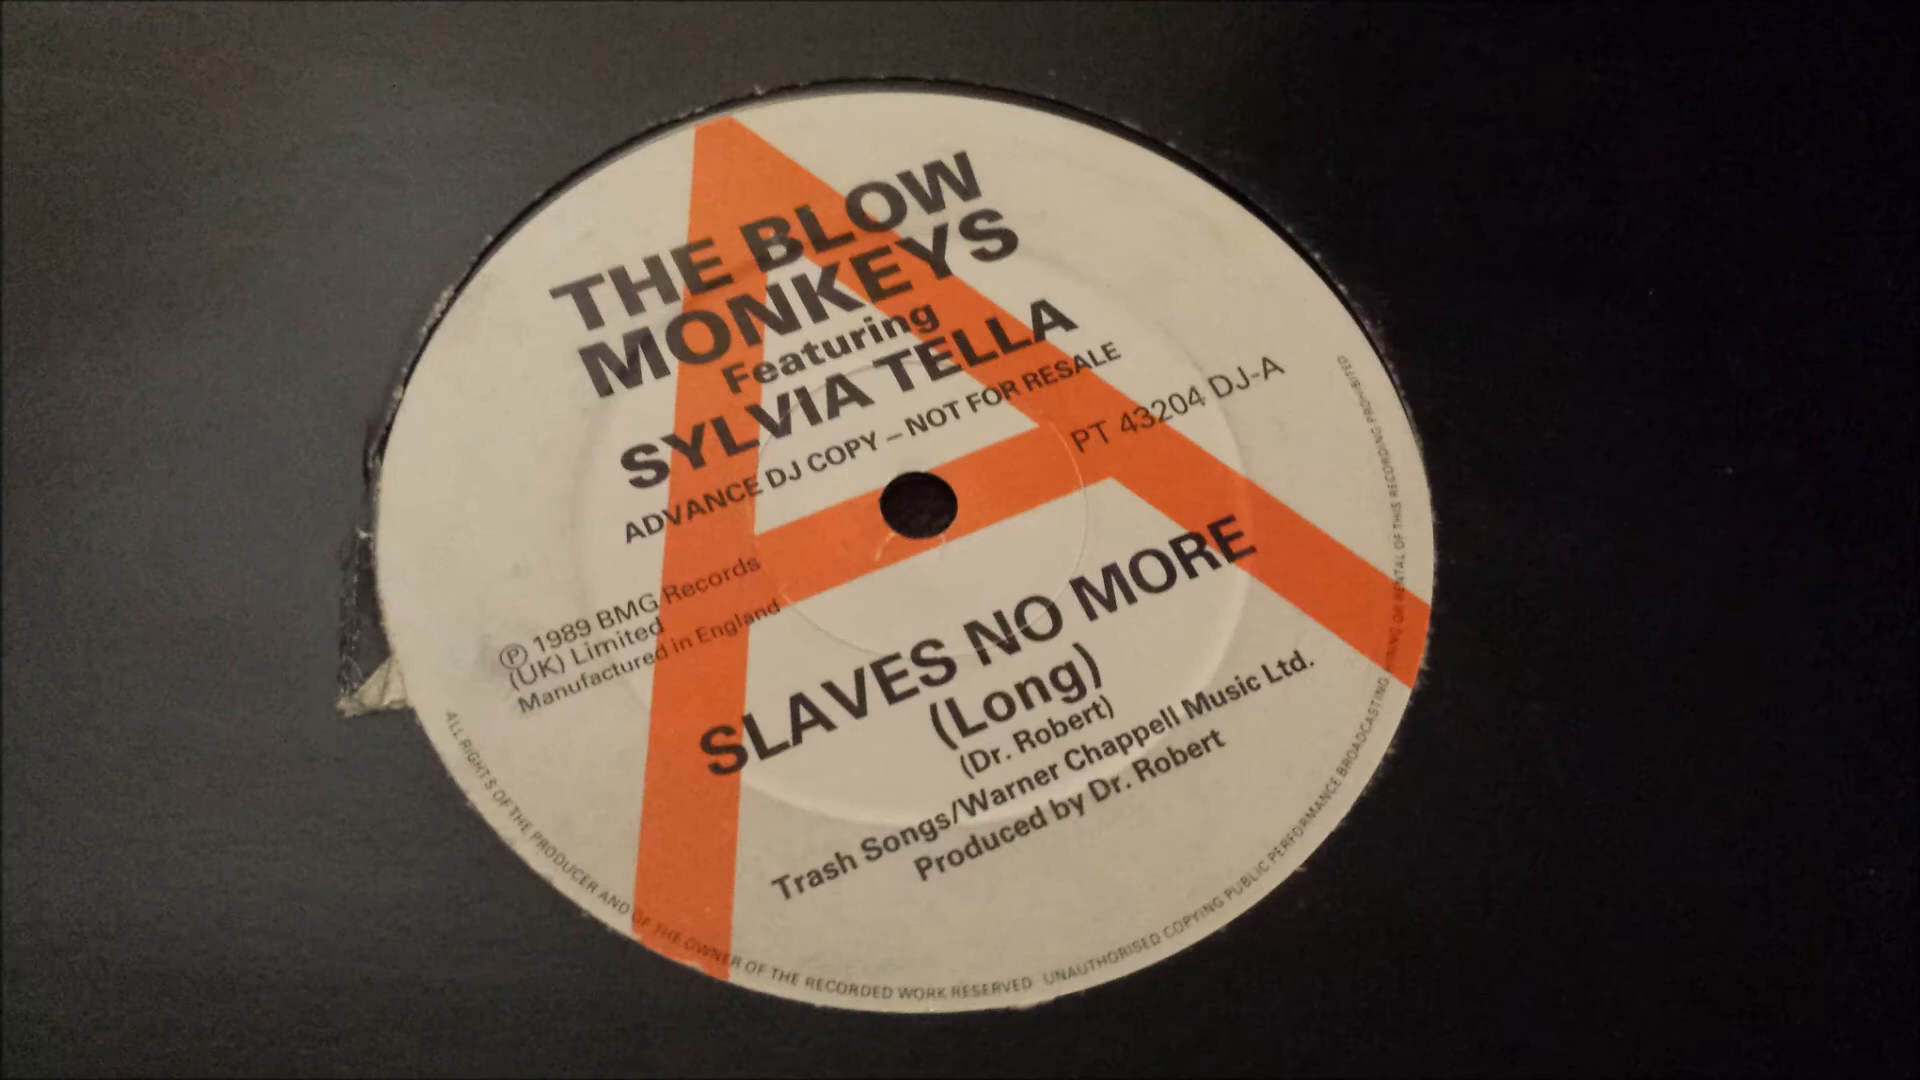 THE BLOW
MONKEYS
Featuring
SYLVIA TELLA
ADVANCE DJ COPY – NOT FOR RESALE
PT 43204 DJ-A
Ⓟ 1989 BMG Records
(UK) Limited
Manufactured in England
SLAVES NO MORE
(Long)
(Dr. Robert)
Trash Songs/Warner Chappell Music Ltd.
Produced by Dr. Robert
ALL RIGHTS OF THE PRODUCER AND OF THE OWNER OF THE RECORDED WORK RESERVED UNAUTHORISED COPYING PUBLIC PERFORMANCE BROADCASTING HIRING OR RENTAL OF THIS RECORDING PROHIBITED
A